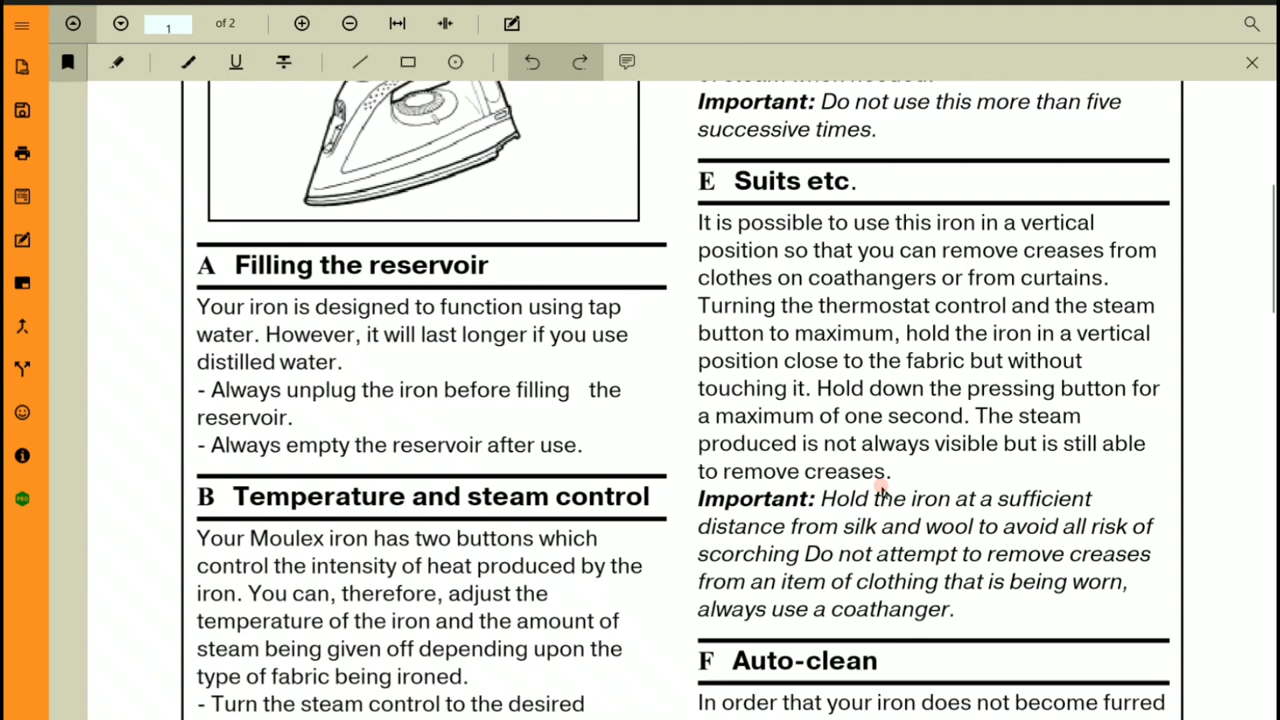 1
of 2
A Filling the reservoir
Your iron is designed to function using tap
water. However, it will last longer if you use
distilled water.
- Always unplug the iron before filling the
reservoir.
- Always empty the reservoir after use.
B Temperature and steam control
Your Moulex iron has two buttons which
control the intensity of heat produced by the
iron. You can, therefore, adjust the
temperature of the iron and the amount of
steam being given off depending upon the
type of fabric being ironed.
- Turn the steam control to the desired
Important: Do not use this more than five
successive times.
E Suits etc.
It is possible to use this iron in a vertical
position so that you can remove creases from
clothes on coathangers or from curtains.
Turning the thermostat control and the steam
button to maximum, hold the iron in a vertical
position close to the fabric but without
touching it. Hold down the pressing button for
a maximum of one second. The steam
produced is not always visible but is still able
to remove creases.
Important: Hold the iron at a sufficient
distance from silk and wool to avoid all risk of
scorching Do not attempt to remove creases
from an item of clothing that is being worn,
always use a coathanger.
F Auto-clean
In order that your iron does not become furred